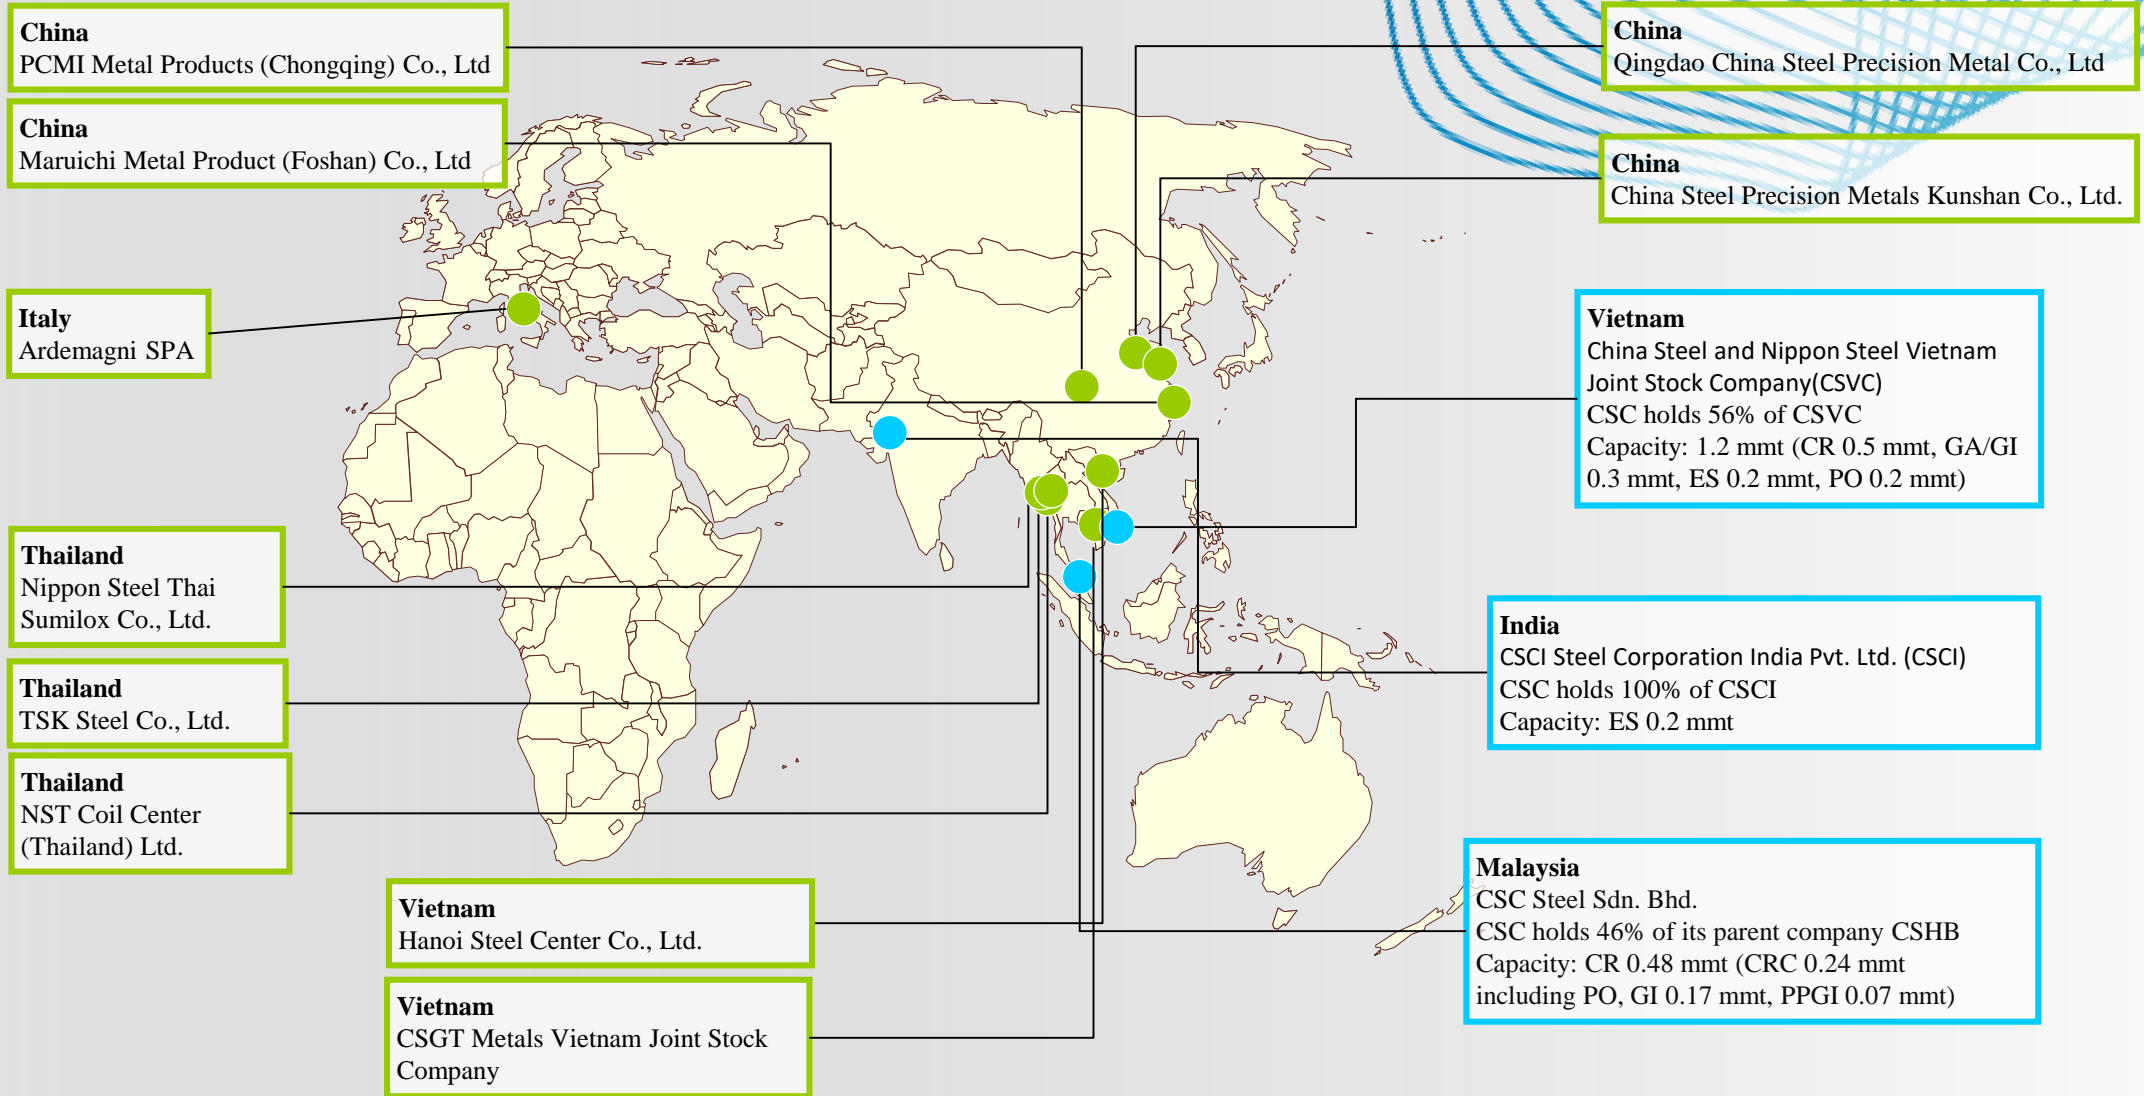 China
PCMI Metal Products (Chongqing) Co., Ltd
China
Maruichi Metal Product (Foshan) Co., Ltd
Italy
Ardemagni SPA
Thailand
Nippon Steel Thai
Sumilox Co., Ltd.
Thailand
TSK Steel Co., Ltd.
Thailand
NST Coil Center
(Thailand) Ltd.
Vietnam
Hanoi Steel Center Co., Ltd.
Vietnam
CSGT Metals Vietnam Joint Stock
Company
China
Qingdao China Steel Precision Metal Co., Ltd
China
China Steel Precision Metals Kunshan Co., Ltd.
Vietnam
China Steel and Nippon Steel Vietnam
Joint Stock Company(CSVC)
CSC holds 56% of CSVC
Capacity: 1.2 mmt (CR 0.5 mmt, GA/GI
0.3 mmt, ES 0.2 mmt, PO 0.2 mmt)
India
CSCI Steel Corporation India Pvt. Ltd. (CSCI)
CSC holds 100% of CSCI
Capacity: ES 0.2 mmt
Malaysia
CSC Steel Sdn. Bhd.
CSC holds 46% of its parent company CSHB
Capacity: CR 0.48 mmt (CRC 0.24 mmt
including PO, GI 0.17 mmt, PPGI 0.07 mmt)